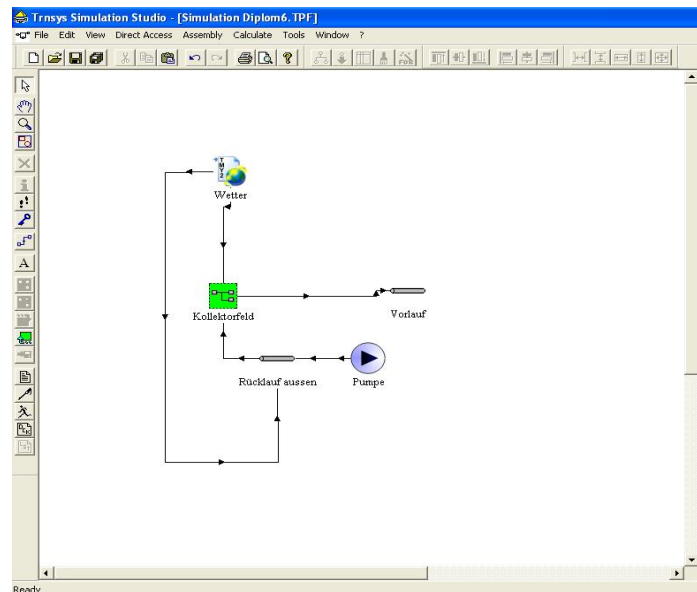 Trnsys Simulation Studio - [Simulation Diplom6.TPF]
File Edit View Direct Access Assembly Calculate Tools Window ?
TMY2
Wetter
Kollektorfeld
Vorlauf
Rücklauf aussen
Pumpe
A
Ready